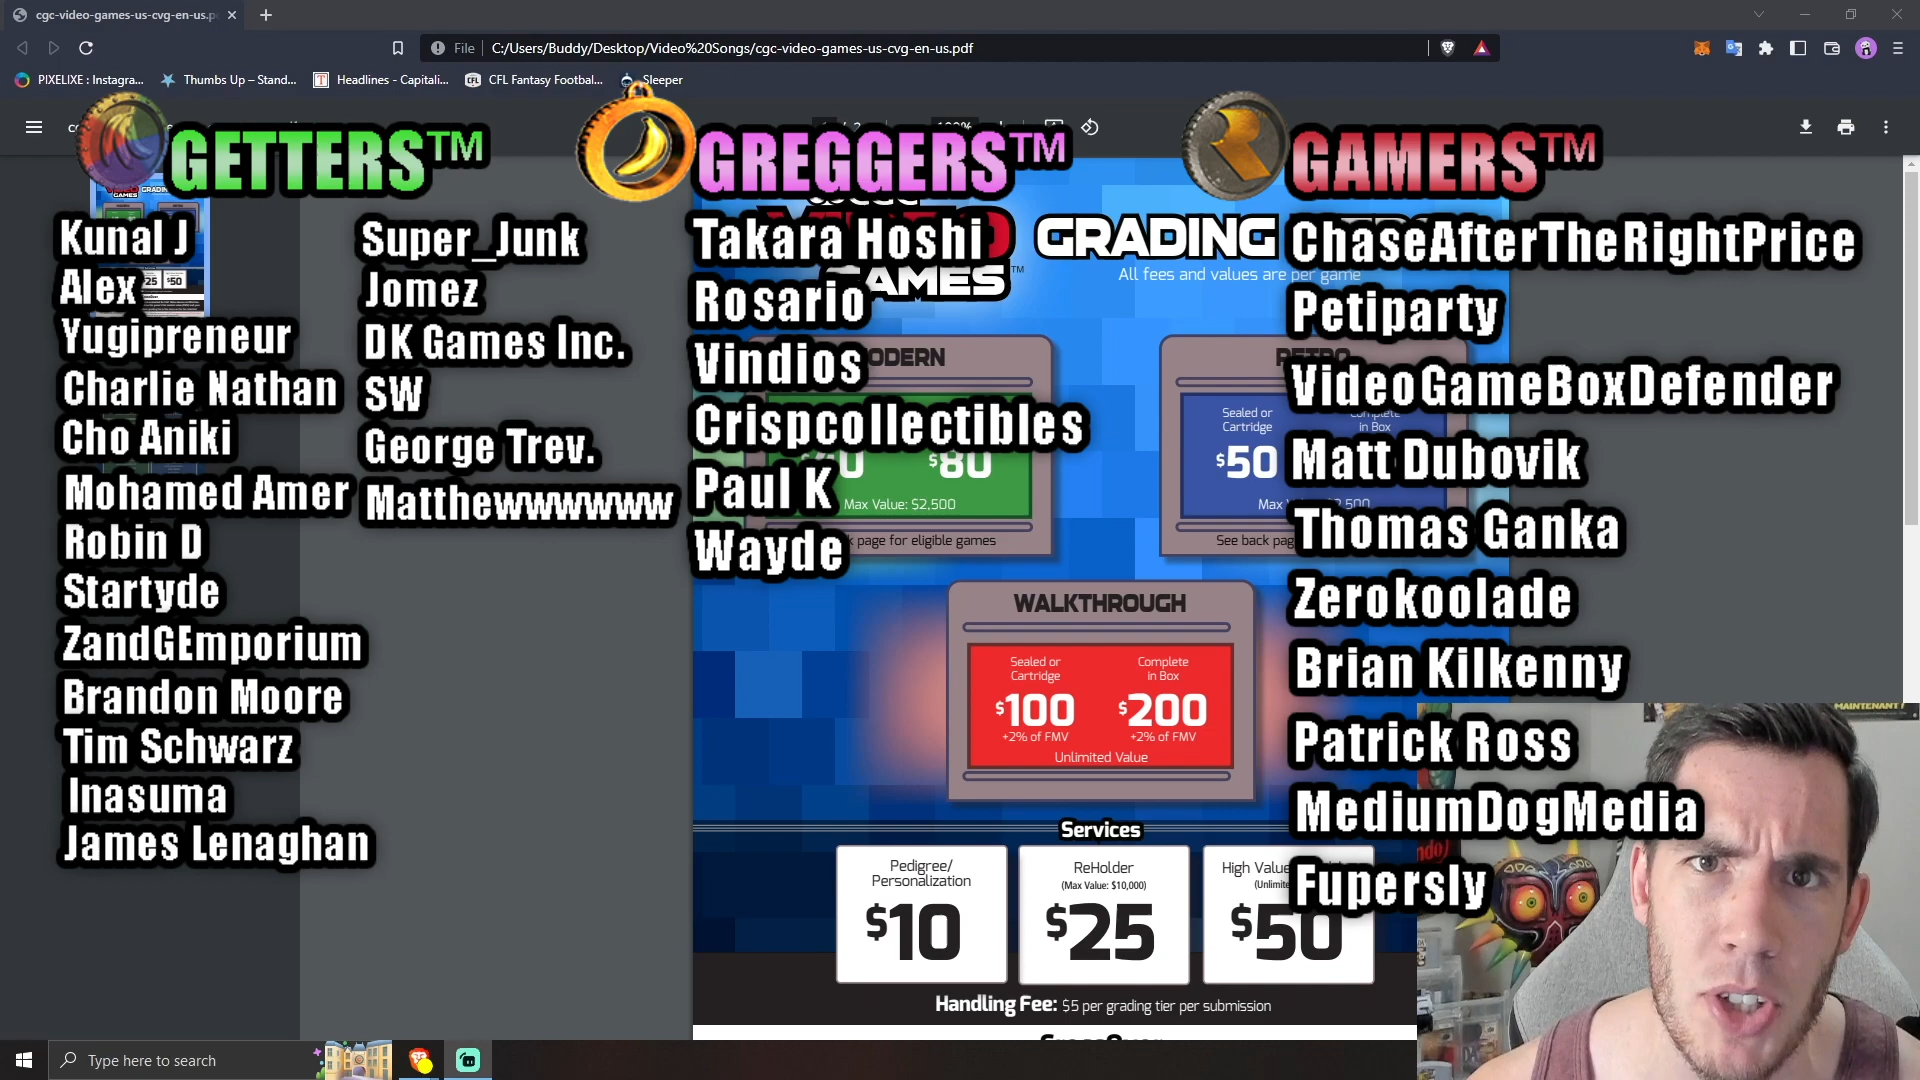 cgc-video-games-us-cvg-en-us.p
File C:/Users/Buddy/Desktop/Video%20Songs/cgc-video-games-us-cvg-en-us.pdf
PIXELIXE : Instagra... Thumbs Up – Stand... Headlines - Capitali... CFL Fantasy Footbal... Sleeper
GETTERS™
Kunal J
Alex
Yugipreneur
Charlie Nathan
Cho Aniki
Mohamed Amer
Robin D
Startyde
ZandGEmporium
Brandon Moore
Tim Schwarz
Inasuma
James Lenaghan
Super_Junk
Jomez
DK Games Inc.
SW
George Trev.
Matthewwwwww
GREGGERS™
Takara Hoshi
Rosario
Vindios
Crispcollectibles
Paul K
Wayde
GAMERS™
ChaseAfterTheRightPrice
Petiparty
VideoGameBoxDefender
Matt Dubovik
Thomas Ganka
Zerokoolade
Brian Kilkenny
Patrick Ross
MediumDogMedia
Fupersly
GRADING
All fees and values are per game
$80
Max Value: $2,500
page for eligible games
Sealed or
Cartridge
$50
Complete
in Box
Max
See back
WALKTHROUGH
Sealed or
Cartridge
$100
+2% of FMV
Complete
in Box
$200
+2% of FMV
Unlimited Value
Services
Pedigree/
Personalization
$10
ReHolder
(Max Value: $10,000)
$25
High Value
$50
Handling Fee: $5 per grading tier per submission
MAINTENANT!
Type here to search